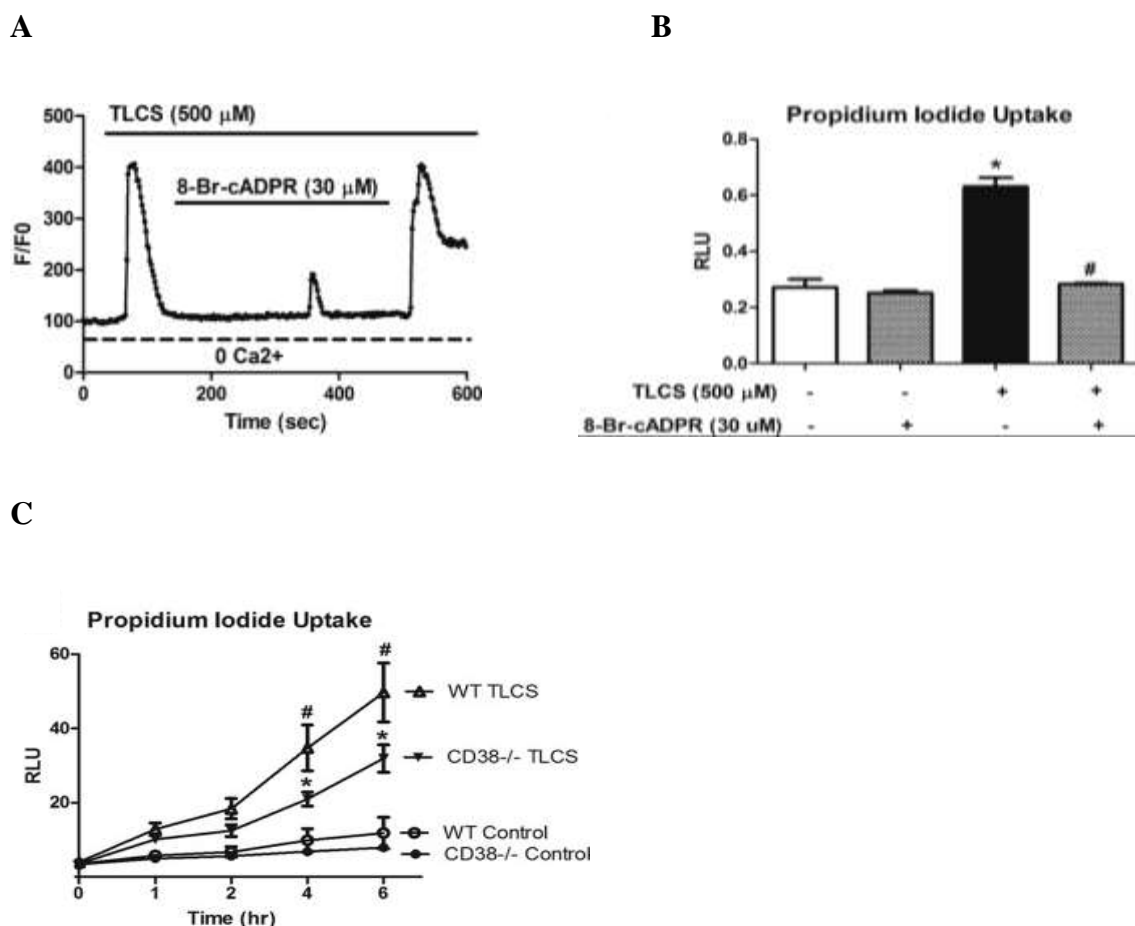 A
B
TLCS (500 µM)
8-Br-cADPR (30 µM)
500
400
300
200
100
0
F/F0
0 Ca2+
0 200 400 600
Time (sec)
Propidium Iodide Uptake
0.8
0.6
0.4
0.2
0.0
RLU
*
#
TLCS (500 µM) - - + +
8-Br-cADPR (30 uM) - + - +
C
Propidium Iodide Uptake
60
40
20
RLU
#
#
*
*
WT TLCS
CD38-/- TLCS
WT Control
CD38-/- Control
0 1 2 4 6
Time (hr)